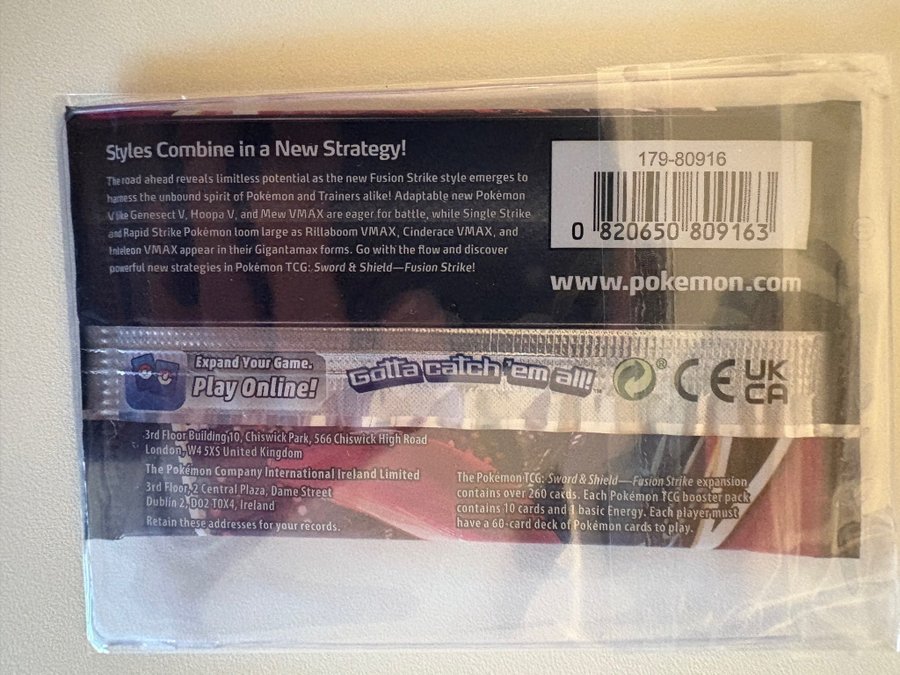 Styles Combine in a New Strategy!
The road ahead reveals limitless potential as the new Fusion Strike style emerges to
harness the unbound spirit of Pokémon and Trainers alike! Adaptable new Pokémon
V like Genesect V, Hoopa V, and Mew VMAX are eager for battle, while Single Strike
and Rapid Strike Pokémon loom large as Rillaboom VMAX, Cinderace VMAX, and
Inteleon VMAX appear in their Gigantamax forms. Go with the flow and discover
powerful new strategies in Pokémon TCG: Sword & Shield—Fusion Strike!
179-80916
0 820650 809163
www.pokemon.com
Expand Your Game.
Play Online!
Gotta catch 'em all!™
®
CE
UK
CA
3rd Floor Building 10, Chiswick Park, 566 Chiswick High Road
London, W4 5XS United Kingdom
The Pokémon Company International Ireland Limited
3rd Floor, 2 Central Plaza, Dame Street
Dublin 2, D02 T0X4, Ireland
Retain these addresses for your records.
The Pokémon TCG: Sword & Shield—Fusion Strike expansion
contains over 260 cards. Each Pokémon TCG booster pack
contains 10 cards and 1 basic Energy. Each player must
have a 60-card deck of Pokémon cards to play.